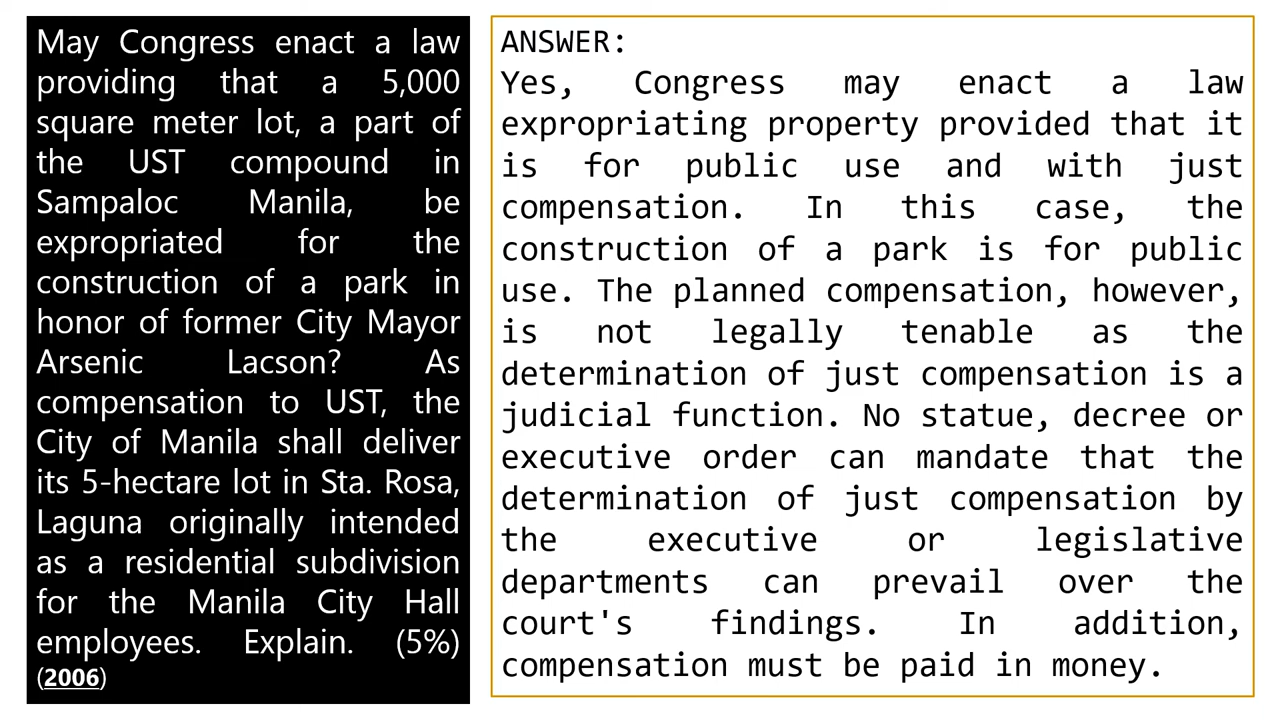 May Congress enact a law
providing that a 5,000
square meter lot, a part of
the UST compound in
Sampaloc Manila, be
expropriated for the
construction of a park in
honor of former City Mayor
Arsenic Lacson? As
compensation to UST, the
City of Manila shall deliver
its 5-hectare lot in Sta. Rosa,
Laguna originally intended
as a residential subdivision
for the Manila City Hall
employees. Explain. (5%)
(2006)
ANSWER:
Yes, Congress may enact a law
expropriating property provided that it
is for public use and with just
compensation. In this case, the
construction of a park is for public
use. The planned compensation, however,
is not legally tenable as the
determination of just compensation is a
judicial function. No statue, decree or
executive order can mandate that the
determination of just compensation by
the executive or legislative
departments can prevail over the
court's findings. In addition,
compensation must be paid in money.